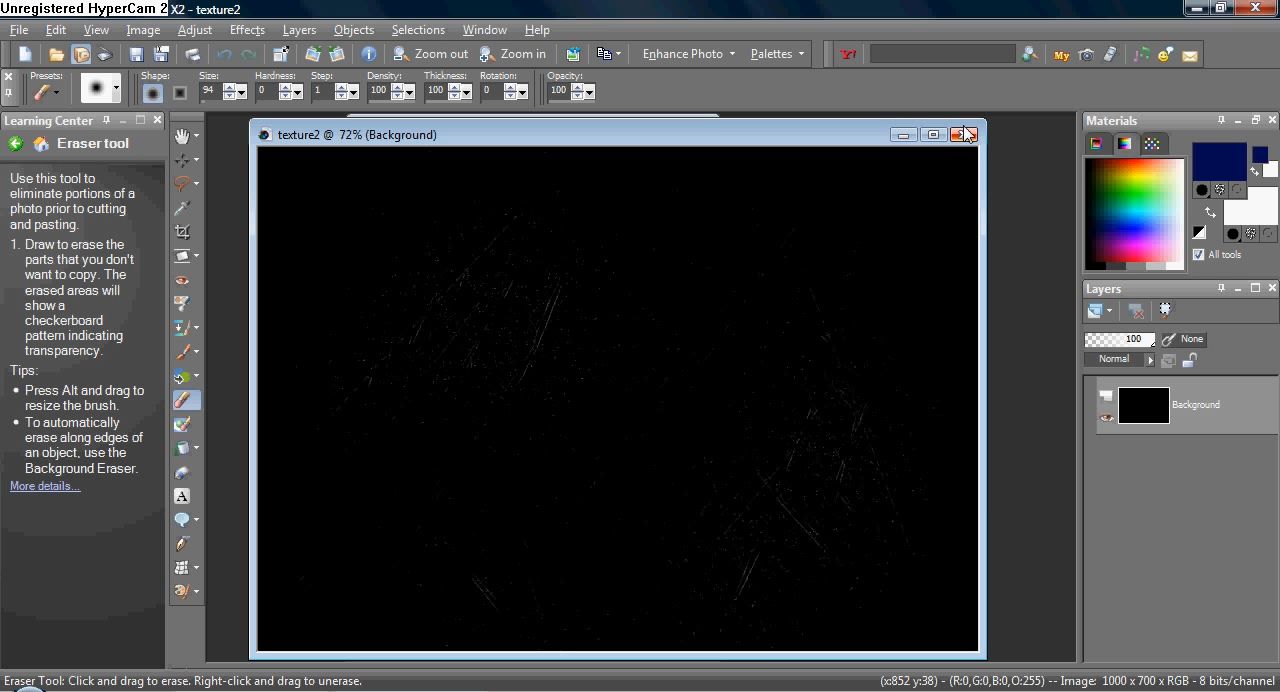 Unregistered HyperCam 2 X2 - texture2
File Edit View Image Adjust Effects Layers Objects Selections Window Help
Zoom out Zoom in Enhance Photo Palettes Y! My
Presets: Shape: Size: Hardness: Step: Density: Thickness: Rotation: Opacity:
94 0 1 100 100 0 100
Learning Center
Eraser tool
Use this tool to
eliminate portions of a
photo prior to cutting
and pasting.
1. Draw to erase the
parts that you don't
want to copy. The
erased areas will
show a
checkerboard
pattern indicating
transparency.
Tips:
• Press Alt and drag to
resize the brush.
• To automatically
erase along edges of
an object, use the
Background Eraser.
More details...
A
texture2 @ 72% (Background)
Materials
All tools
Layers
100 None
Normal
Background
Eraser Tool: Click and drag to erase. Right-click and drag to unerase.
(x:852 y:38) - (R:0,G:0,B:0,O:255) -- Image: 1000 x 700 x RGB - 8 bits/channel